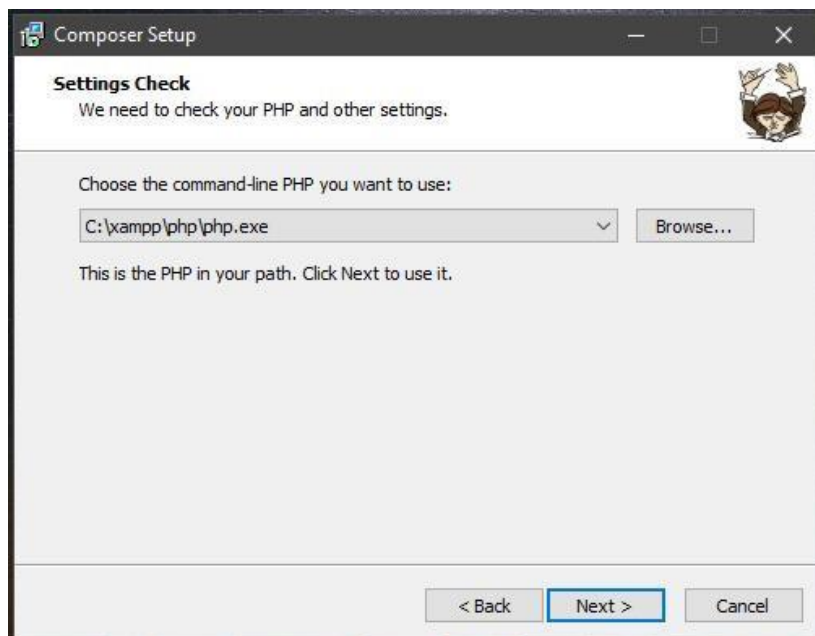 Composer Setup
Settings Check
We need to check your PHP and other settings.
Choose the command-line PHP you want to use:
C:\xampp\php\php.exe
Browse...
This is the PHP in your path. Click Next to use it.
< Back
Next >
Cancel